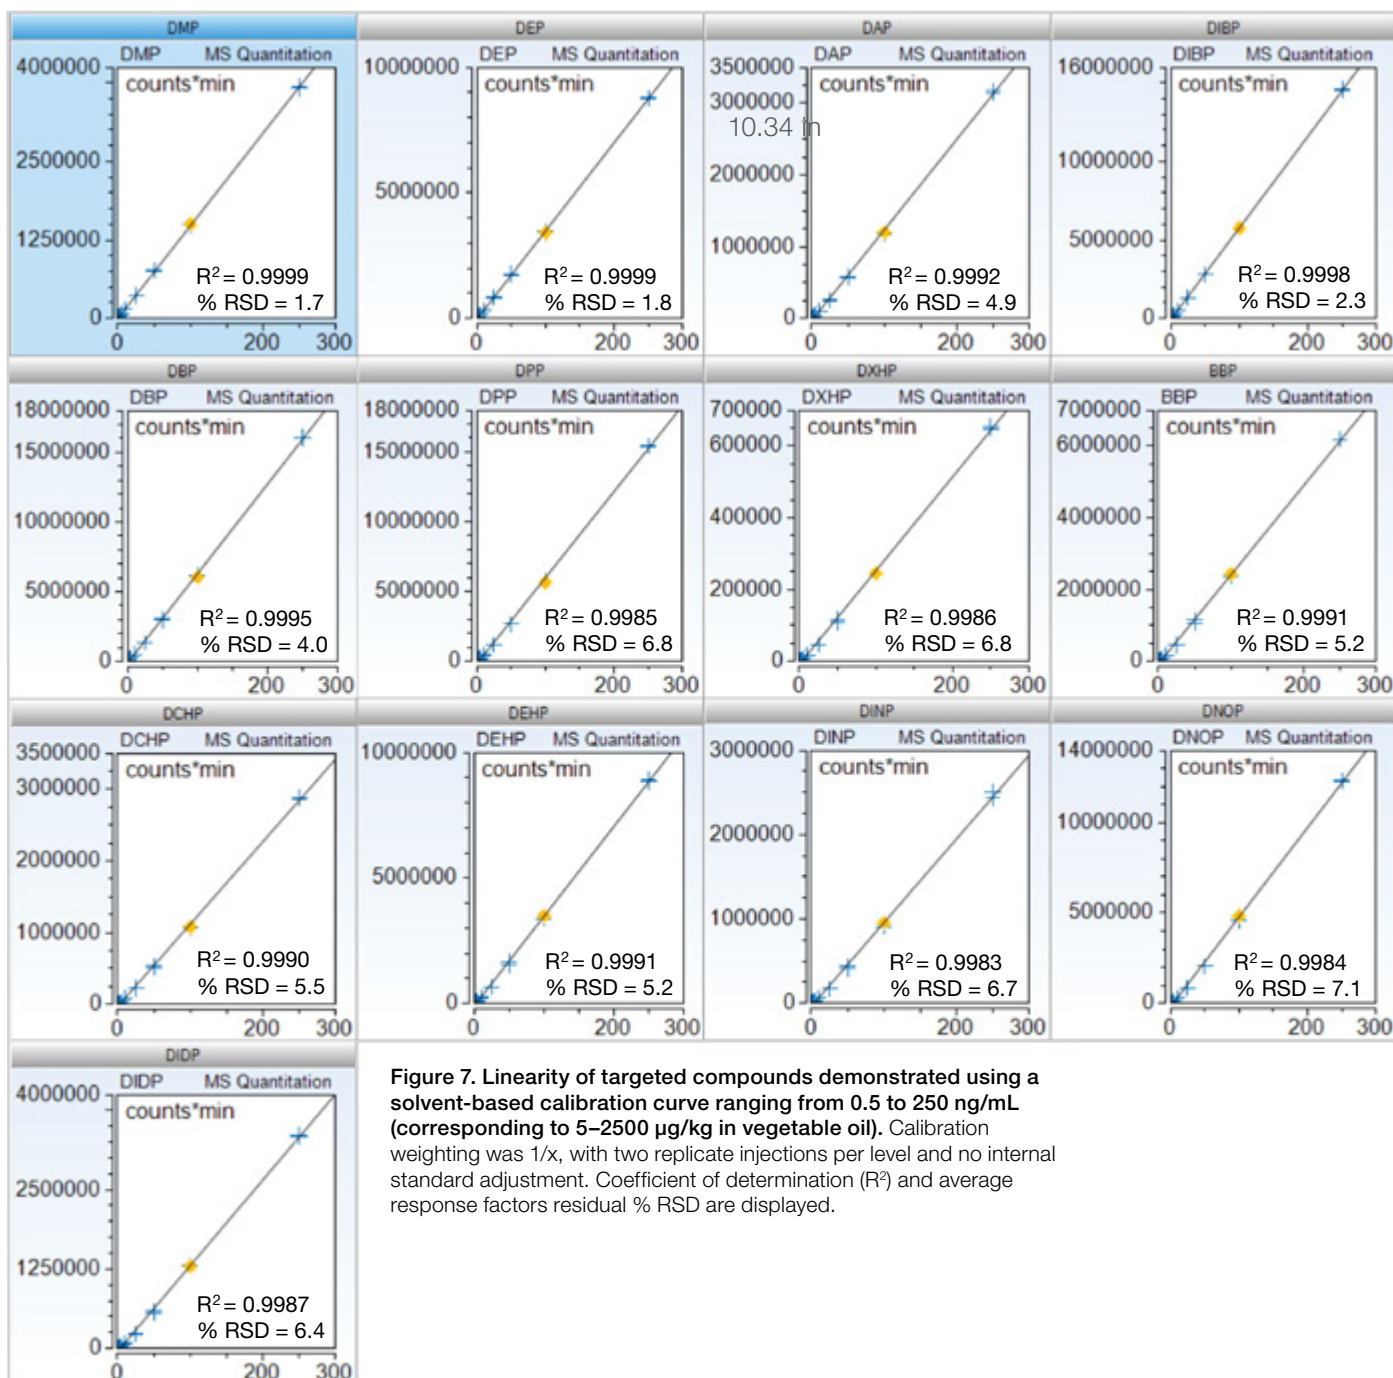 DMP
DMP MS Quantitation
counts*min
4000000
2500000
1250000
0
R² = 0.9999
% RSD = 1.7
0 200 300
DEP
DEP MS Quantitation
counts*min
10000000
5000000
0
R² = 0.9999
% RSD = 1.8
0 200 300
DAP
DAP MS Quantitation
counts*min
3500000
3000000
10.34 in
2000000
1000000
0
R² = 0.9992
% RSD = 4.9
0 200 300
DIBP
DIBP MS Quantitation
counts*min
16000000
10000000
5000000
0
R² = 0.9998
% RSD = 2.3
0 200 300
DBP
DBP MS Quantitation
counts*min
18000000
15000000
10000000
5000000
0
R² = 0.9995
% RSD = 4.0
0 200 300
DPP
DPP MS Quantitation
counts*min
18000000
15000000
10000000
5000000
0
R² = 0.9985
% RSD = 6.8
0 200 300
DXHP
DXHP MS Quantitation
counts*min
700000
600000
400000
200000
0
R² = 0.9986
% RSD = 6.8
0 200 300
BBP
BBP MS Quantitation
counts*min
7000000
6000000
4000000
2000000
0
R² = 0.9991
% RSD = 5.2
0 200 300
DCHP
DCHP MS Quantitation
counts*min
3500000
3000000
2000000
1000000
0
R² = 0.9990
% RSD = 5.5
0 200 300
DEHP
DEHP MS Quantitation
counts*min
10000000
5000000
0
R² = 0.9991
% RSD = 5.2
0 200 300
DINP
DINP MS Quantitation
counts*min
3000000
2000000
1000000
0
R² = 0.9983
% RSD = 6.7
0 200 300
DNOP
DNOP MS Quantitation
counts*min
14000000
10000000
5000000
0
R² = 0.9984
% RSD = 7.1
0 200 300
DIDP
DIDP MS Quantitation
counts*min
4000000
2500000
1250000
0
R² = 0.9987
% RSD = 6.4
0 200 300
Figure 7. Linearity of targeted compounds demonstrated using a
solvent-based calibration curve ranging from 0.5 to 250 ng/mL
(corresponding to 5–2500 µg/kg in vegetable oil). Calibration
weighting was 1/x, with two replicate injections per level and no internal
standard adjustment. Coefficient of determination (R²) and average
response factors residual % RSD are displayed.